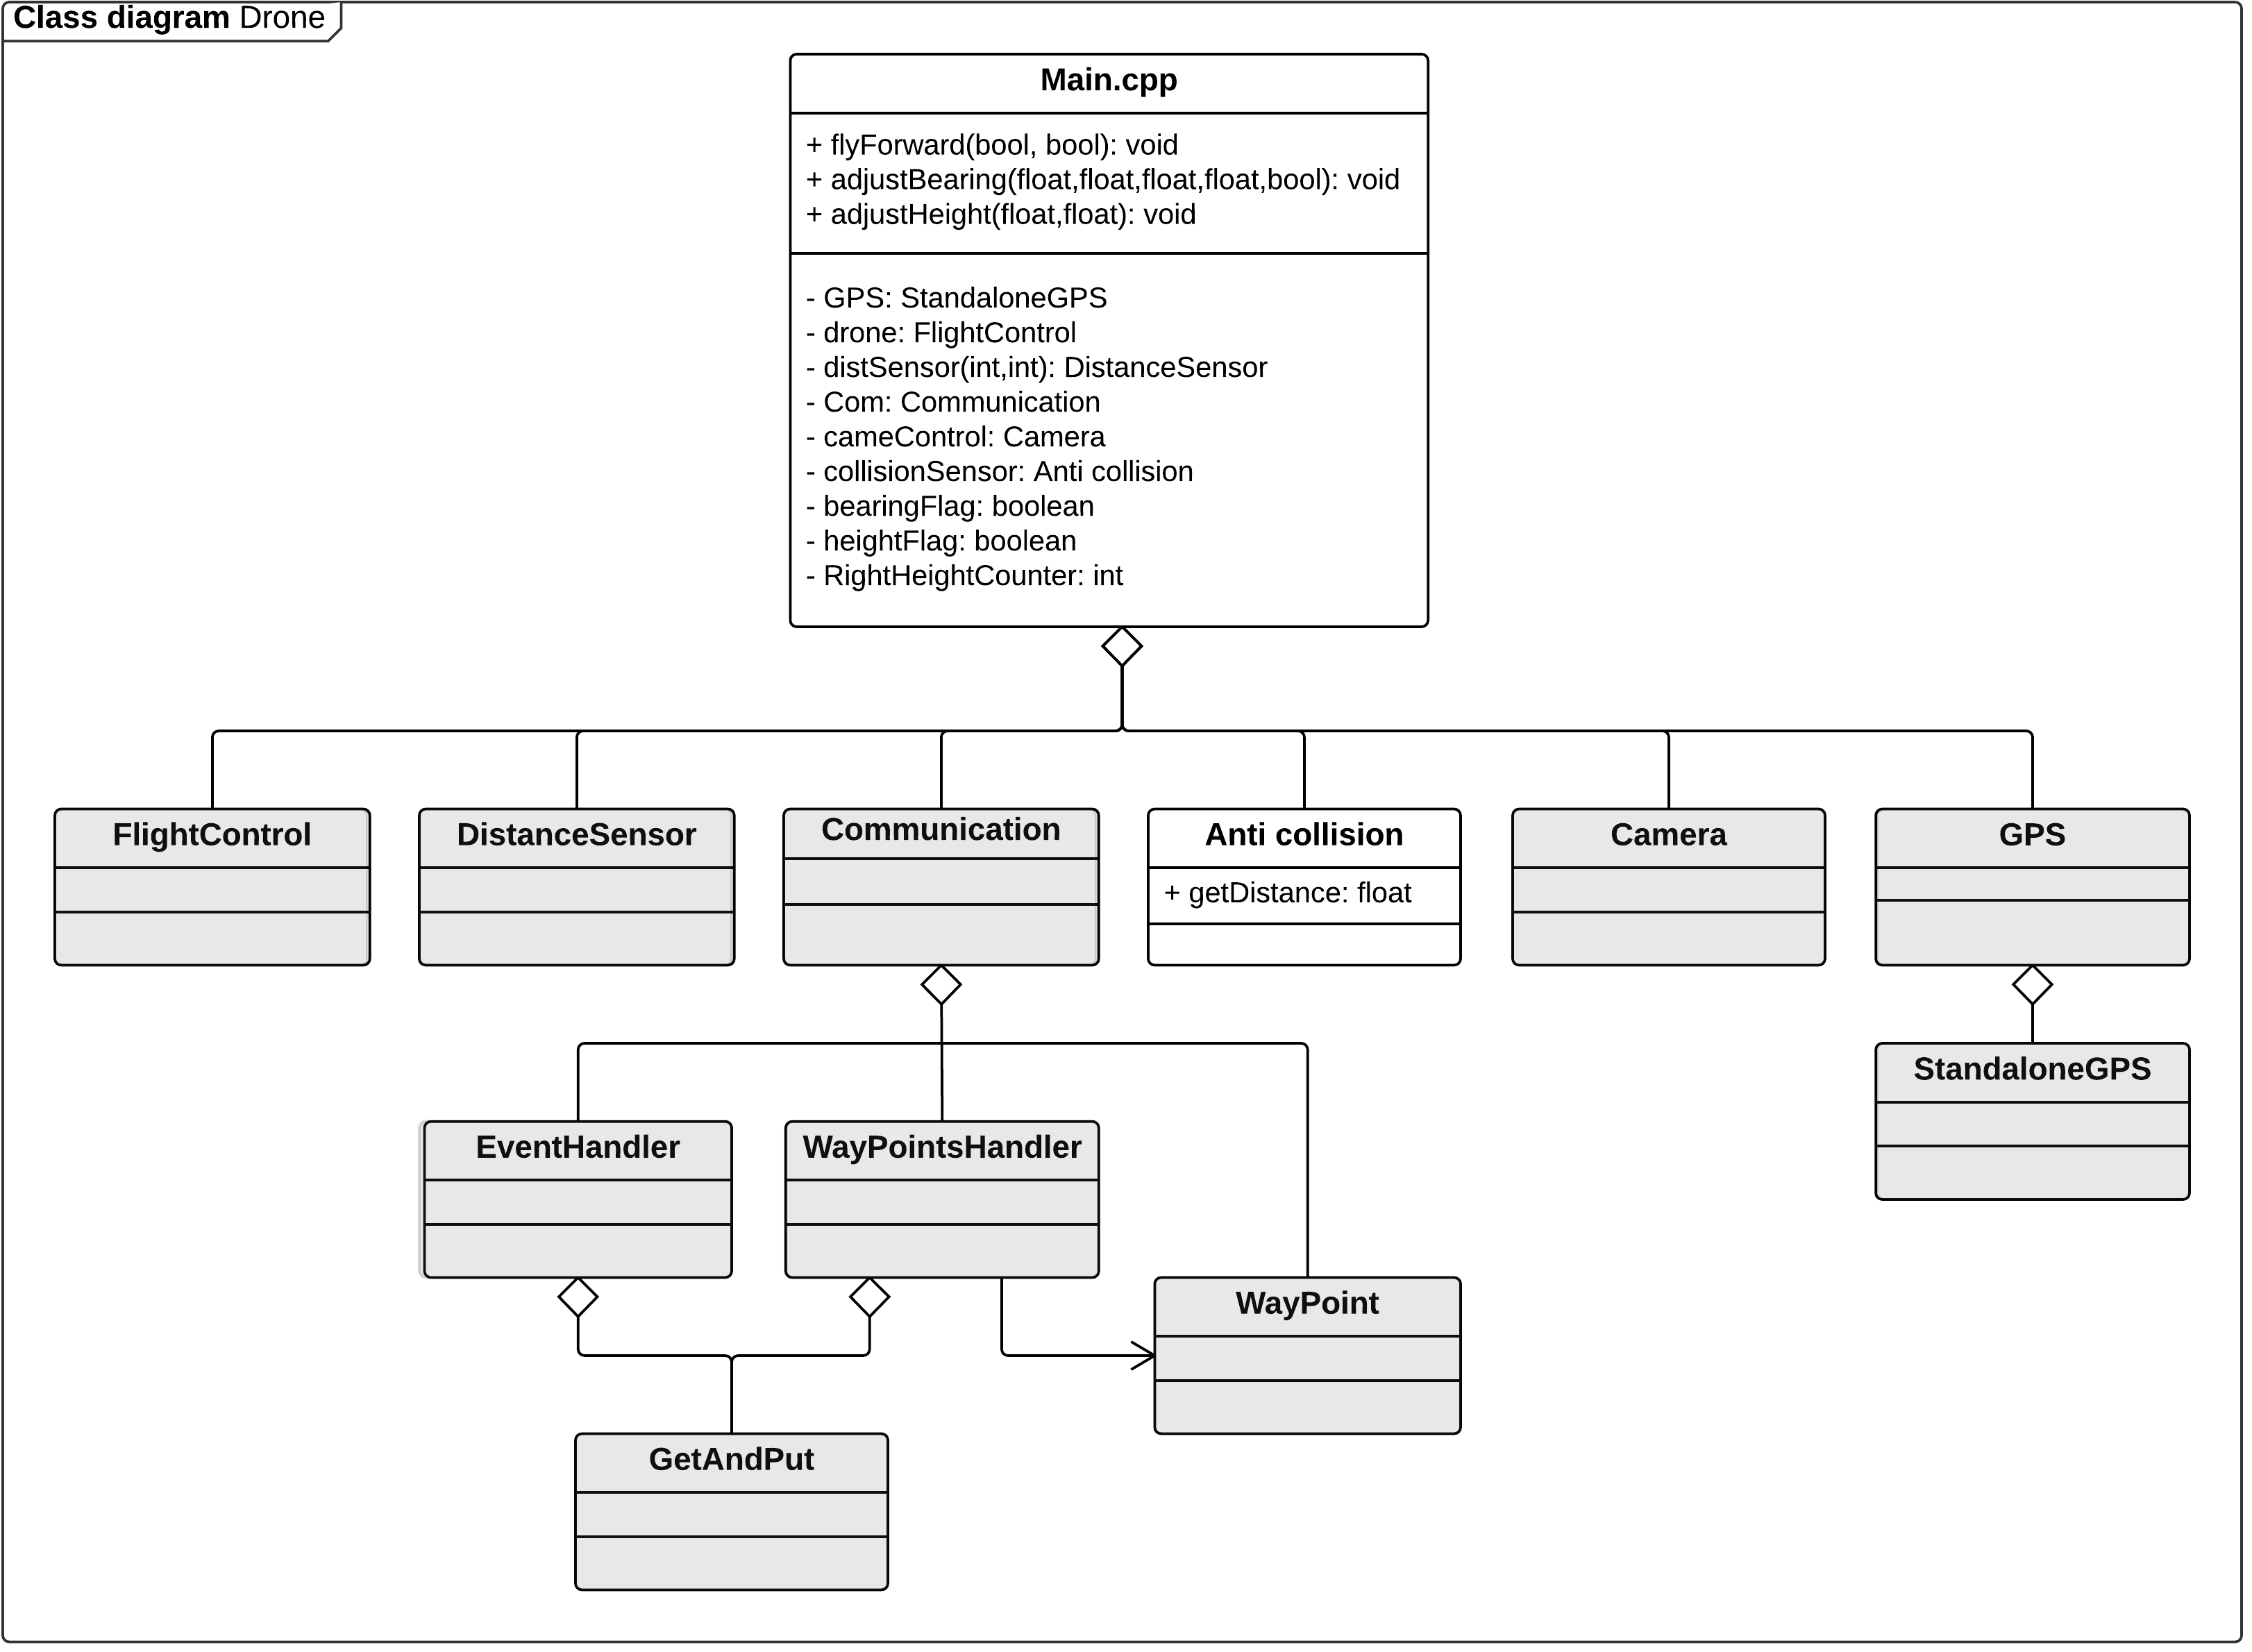 Class diagram Drone
Main.cpp
+ flyForward(bool, bool): void
+ adjustBearing(float,float,float,float,bool): void
+ adjustHeight(float,float): void
- GPS: StandaloneGPS
- drone: FlightControl
- distSensor(int,int): DistanceSensor
- Com: Communication
- cameControl: Camera
- collisionSensor: Anti collision
- bearingFlag: boolean
- heightFlag: boolean
- RightHeightCounter: int
FlightControl
DistanceSensor
Communication
Anti collision
+ getDistance: float
Camera
GPS
StandaloneGPS
EventHandler
WayPointsHandler
WayPoint
GetAndPut